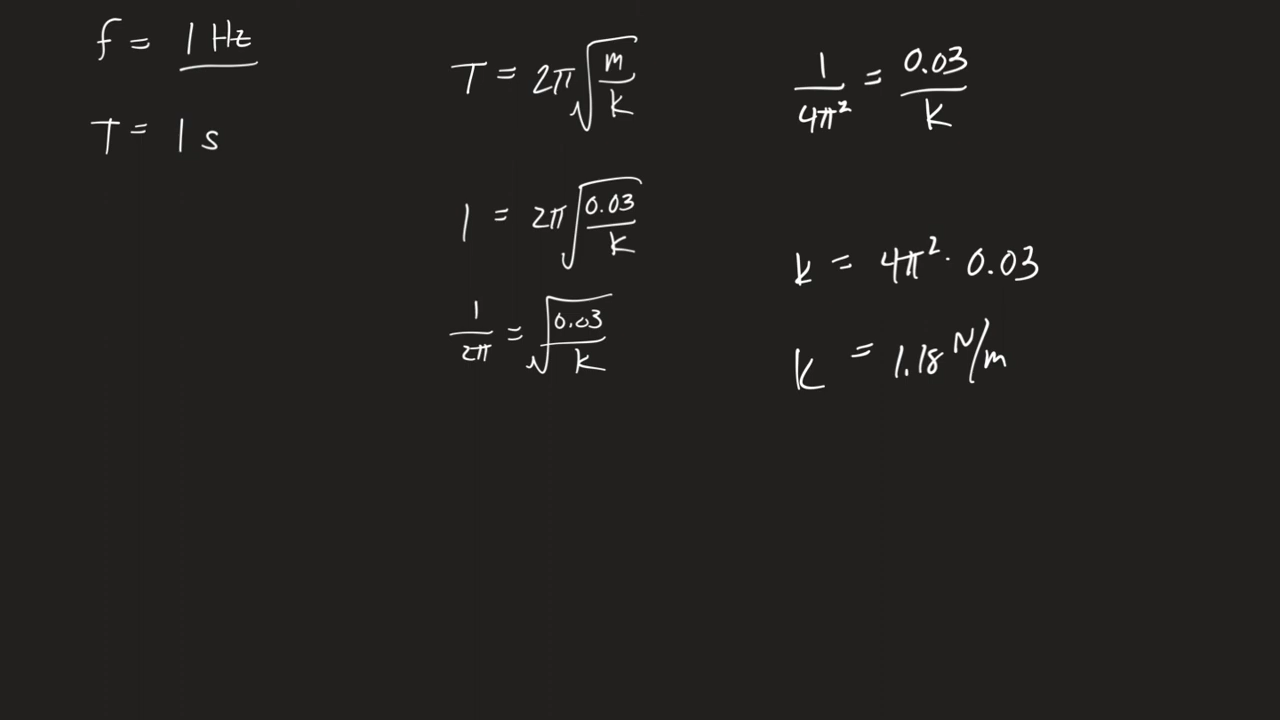 f = 1 Hz
T = 1 s
T = 2π√(m/k)
1 = 2π√(0.03/k)
1/2π = √(0.03/k)
1/4π² = 0.03/k
k = 4π² · 0.03
k = 1.18 N/m